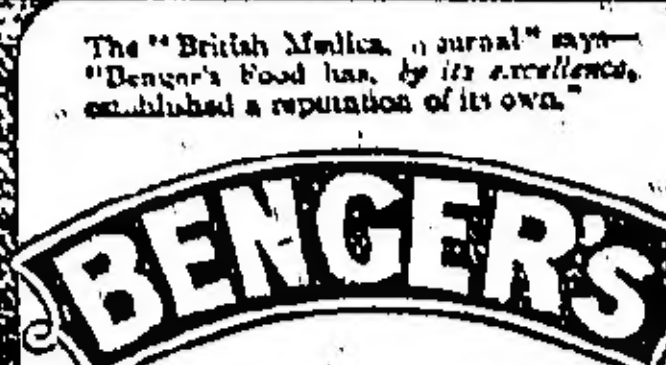 The "British Medical Journal" says—
"Benger's Food has, by its excellence,
established a reputation of its own."
BENGER'S